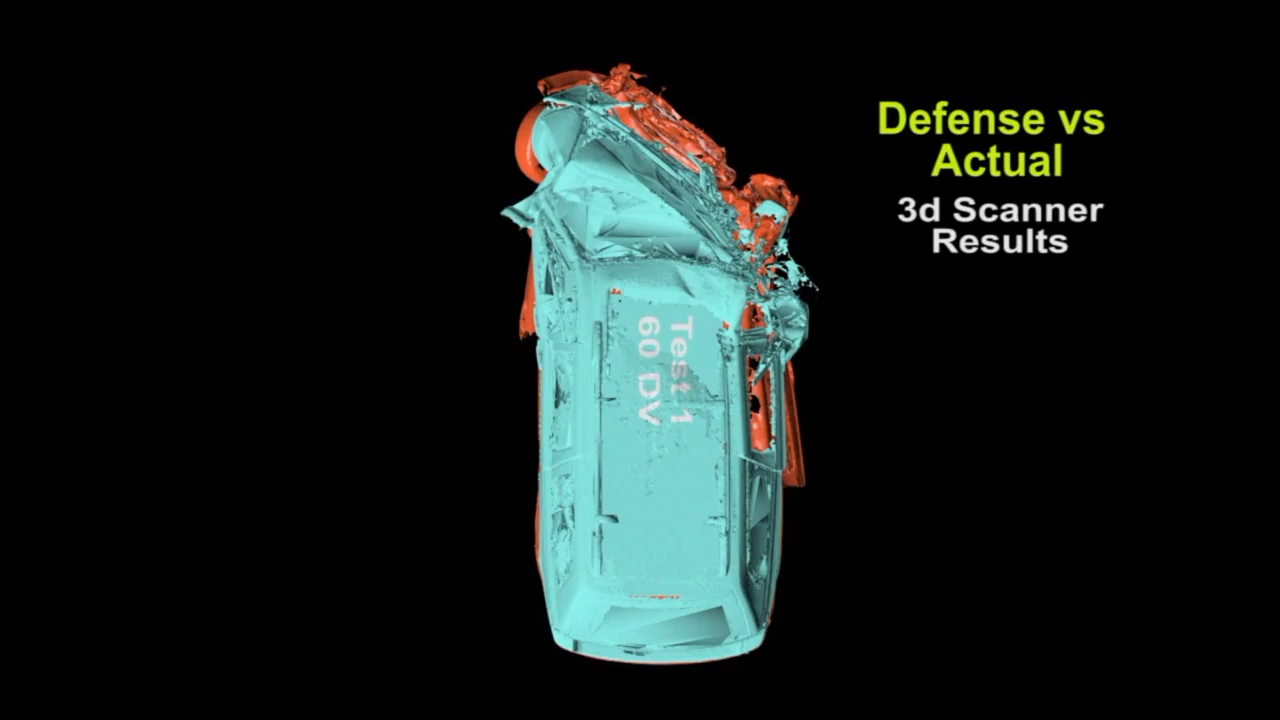 Defense vs
Actual
3d Scanner
Results
Test 1
60 DV